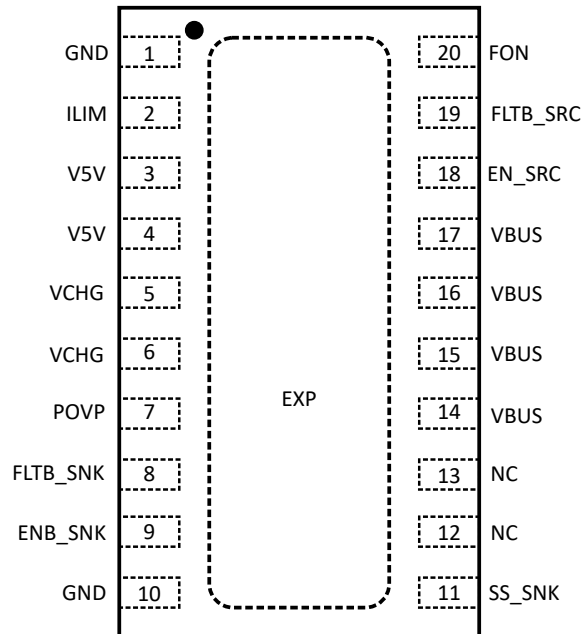 GND 1 20 FON
ILIM 2 19 FLTB_SRC
V5V 3 18 EN_SRC
V5V 4 17 VBUS
VCHG 5 16 VBUS
VCHG 6 15 VBUS
EXP
POVP 7 14 VBUS
FLTB_SNK 8 13 NC
ENB_SNK 9 12 NC
GND 10 11 SS_SNK